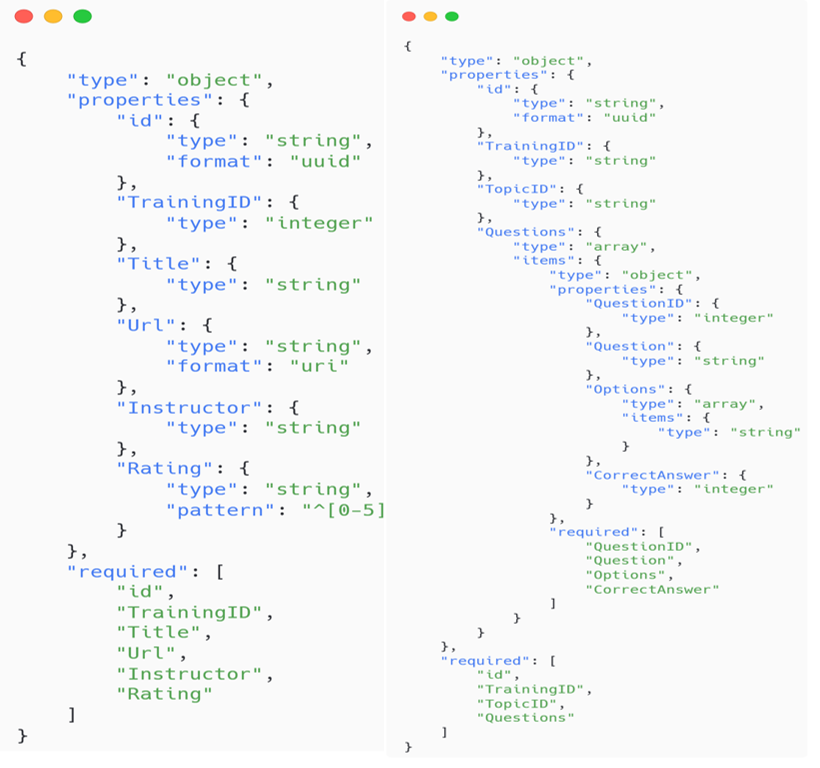 {
"type": "object",
"properties": {
"id": {
"type": "string",
"format": "uuid"
},
"TrainingID": {
"type": "integer"
},
"Title": {
"type": "string"
},
"Url": {
"type": "string",
"format": "uri"
},
"Instructor": {
"type": "string"
},
"Rating": {
"type": "string",
"pattern": "^[0-5]
}
},
"required": [
"id",
"TrainingID",
"Title",
"Url",
"Instructor",
"Rating"
]
}
{
"type": "object",
"properties": {
"id": {
"type": "string",
"format": "uuid"
},
"TrainingID": {
"type": "string"
},
"TopicID": {
"type": "string"
},
"Questions": {
"type": "array",
"items": {
"type": "object",
"properties": {
"QuestionID": {
"type": "integer"
},
"Question": {
"type": "string"
},
"Options": {
"type": "array",
"items": {
"type": "string"
}
},
"CorrectAnswer": {
"type": "integer"
}
},
"required": [
"QuestionID",
"Question",
"Options",
"CorrectAnswer"
]
}
}
},
"required": [
"id",
"TrainingID",
"TopicID",
"Questions"
]
}